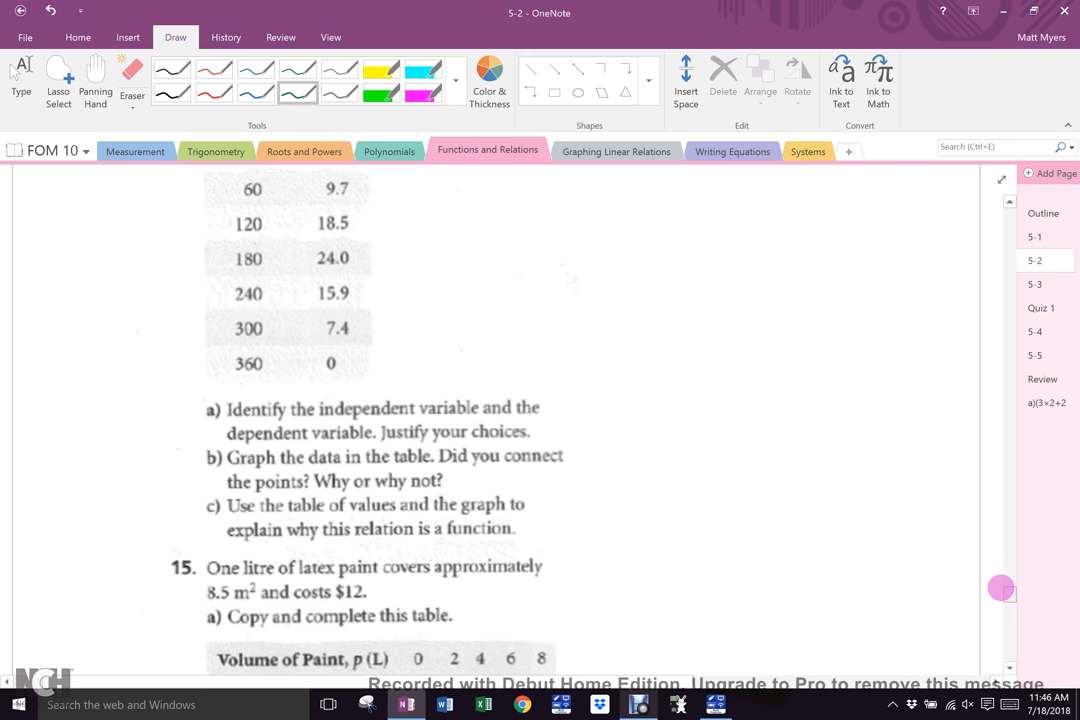 5-2 - OneNote
? Matt Myers
File Home Insert Draw History Review View
Type Lasso Select Panning Hand Eraser Color & Thickness Insert Space Delete Arrange Rotate Ink to Text Ink to Math
Tools Shapes Edit Convert
FOM 10 Measurement Trigonometry Roots and Powers Polynomials Functions and Relations Graphing Linear Relations Writing Equations Systems + Search (Ctrl+E)
Add Page
Outline
5-1
5-2
5-3
Quiz 1
5-4
5-5
Review
a)(3×2+2
60 9.7
120 18.5
180 24.0
240 15.9
300 7.4
360 0
a) Identify the independent variable and the
dependent variable. Justify your choices.
b) Graph the data in the table. Did you connect
the points? Why or why not?
c) Use the table of values and the graph to
explain why this relation is a function.
15. One litre of latex paint covers approximately
8.5 m² and costs $12.
a) Copy and complete this table.
Volume of Paint, p (L) 0 2 4 6 8
NCH
Recorded with Debut Home Edition. Upgrade to Pro to remove this message
Search the web and Windows
11:46 AM
7/18/2018